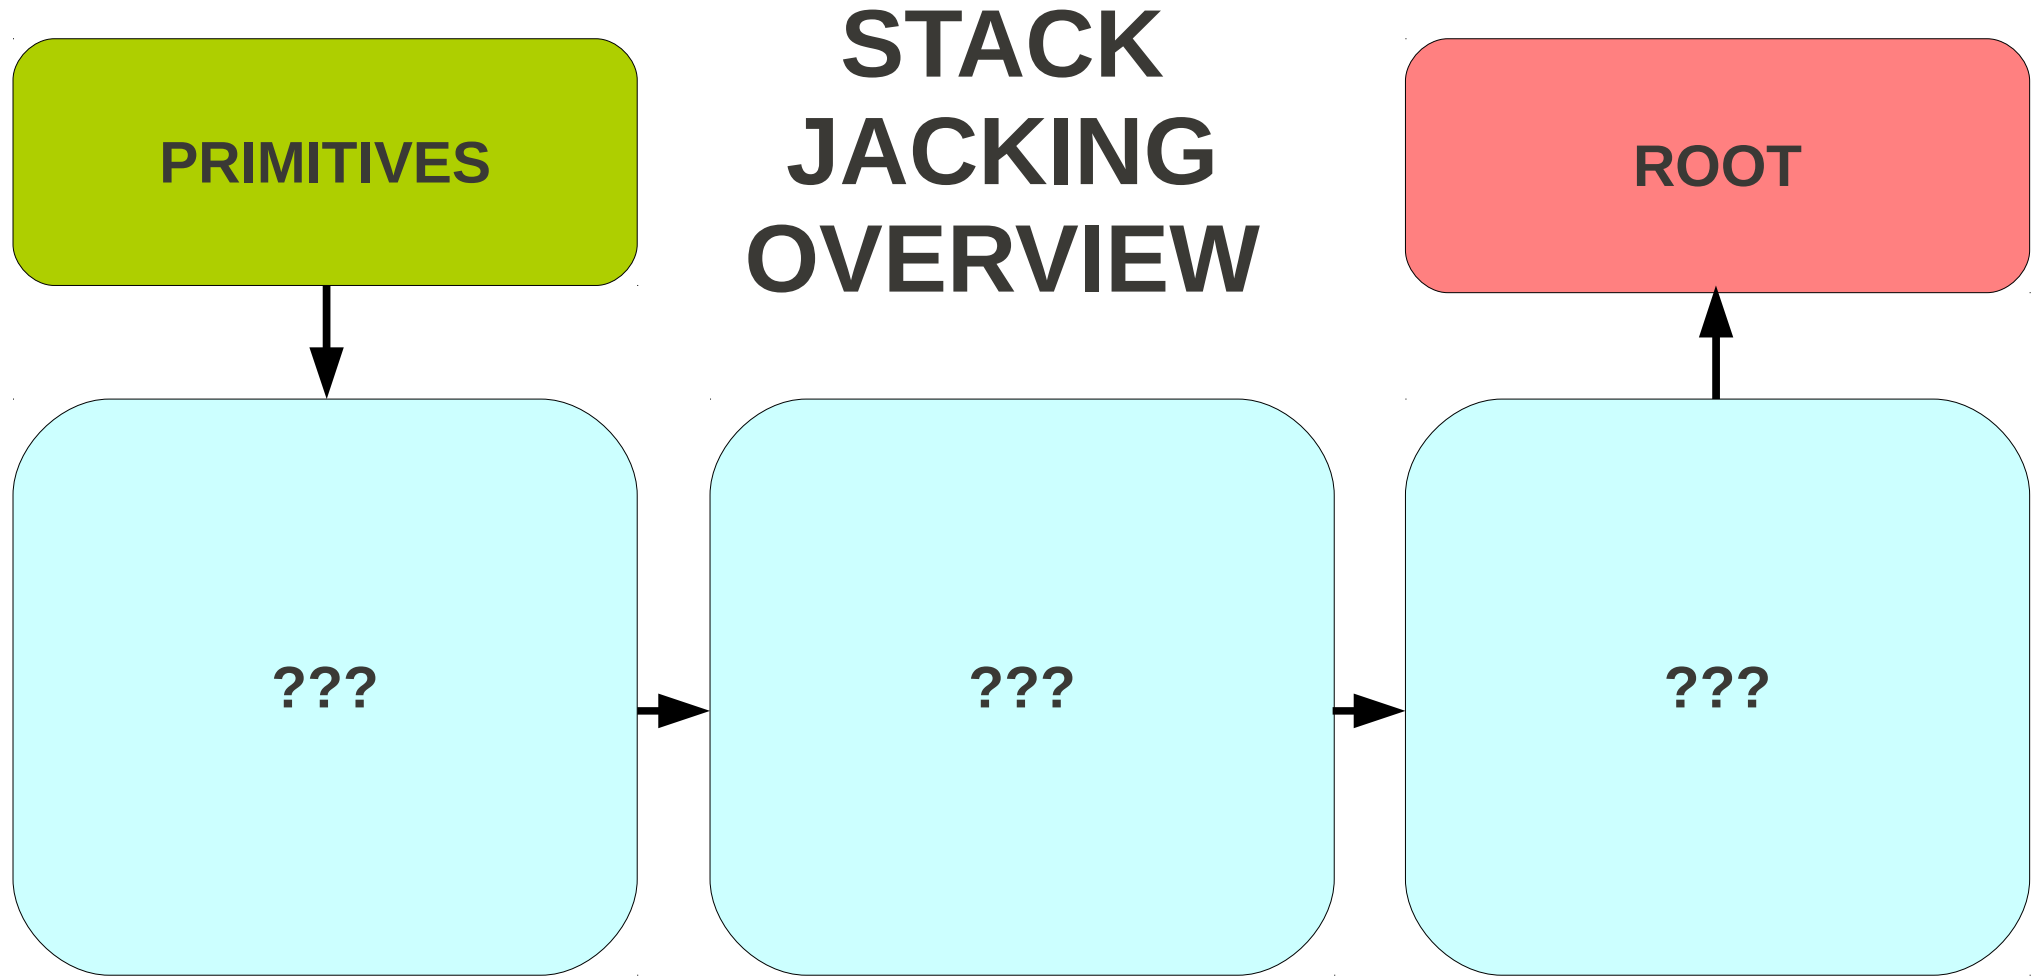 STACK
JACKING
OVERVIEW
PRIMITIVES
ROOT
???
???
???